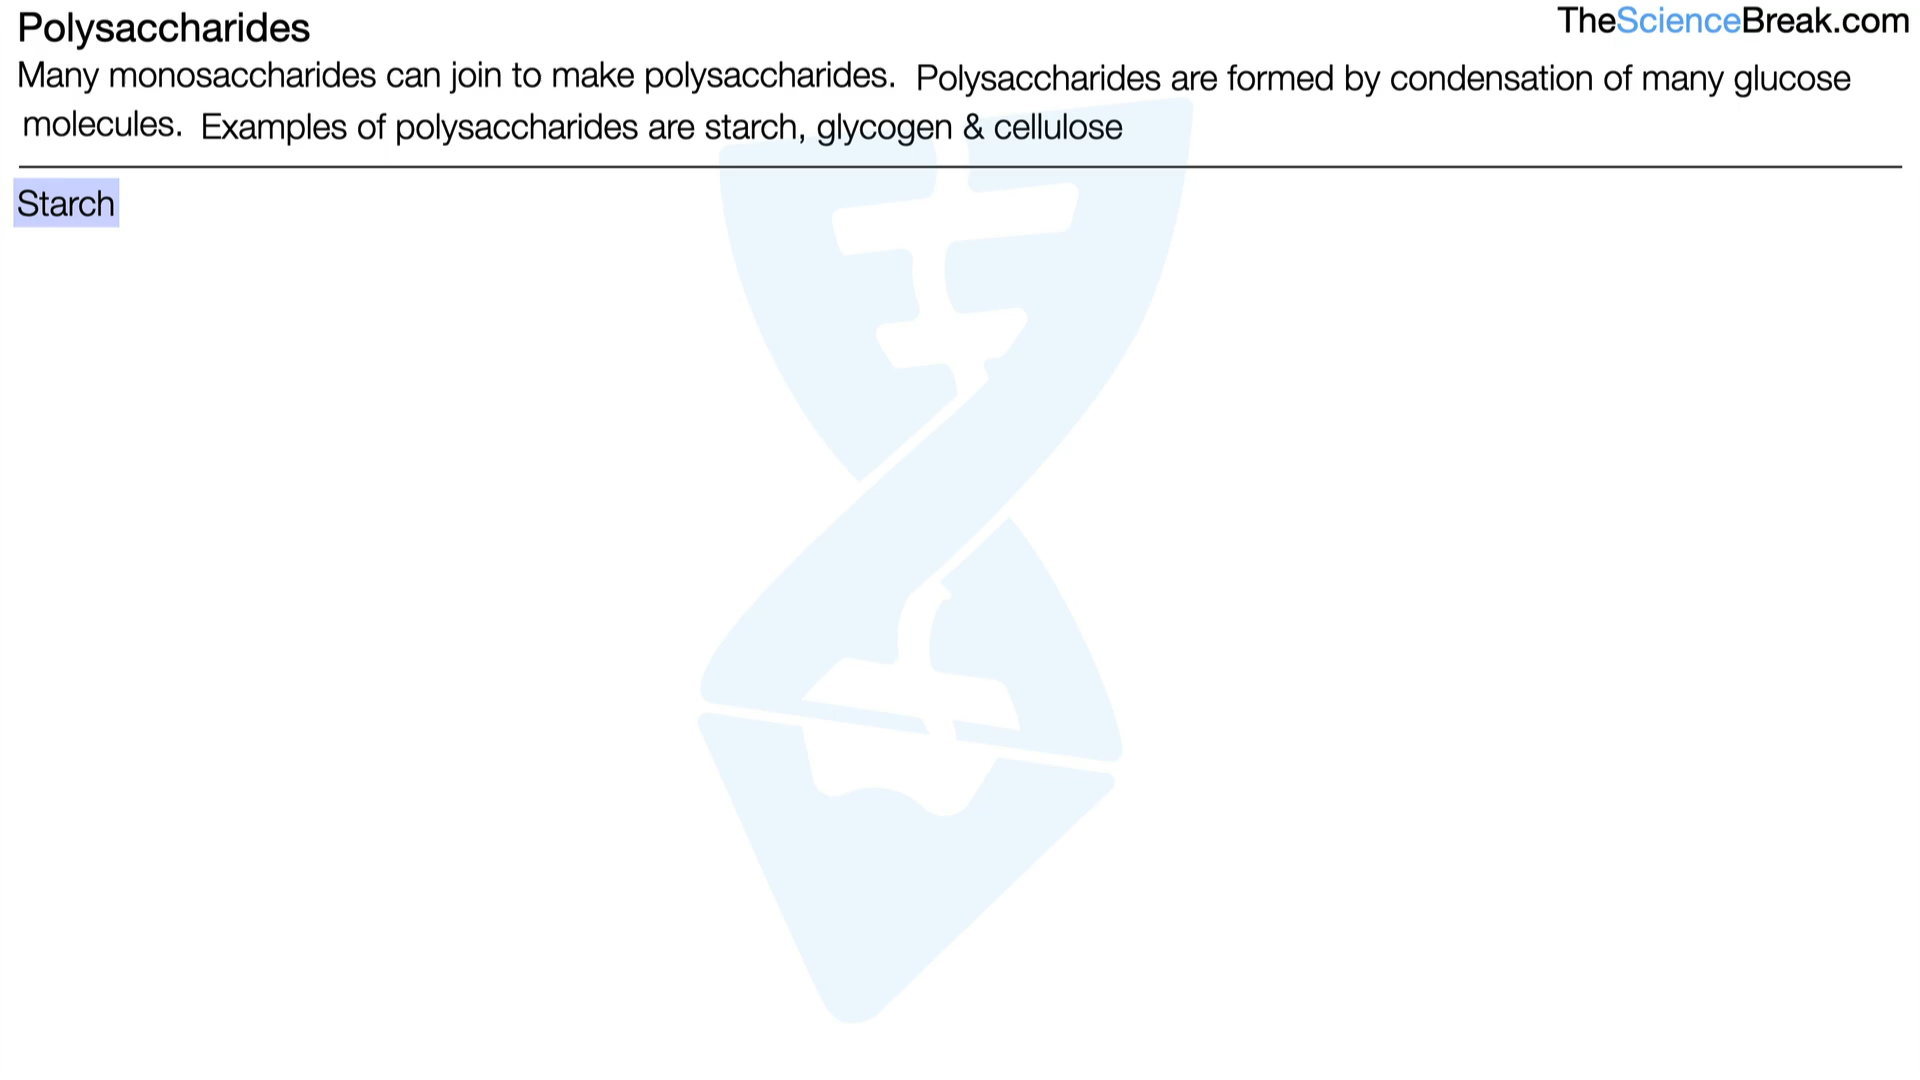 Polysaccharides
TheScienceBreak.com
Many monosaccharides can join to make polysaccharides. Polysaccharides are formed by condensation of many glucose
molecules. Examples of polysaccharides are starch, glycogen & cellulose
Starch